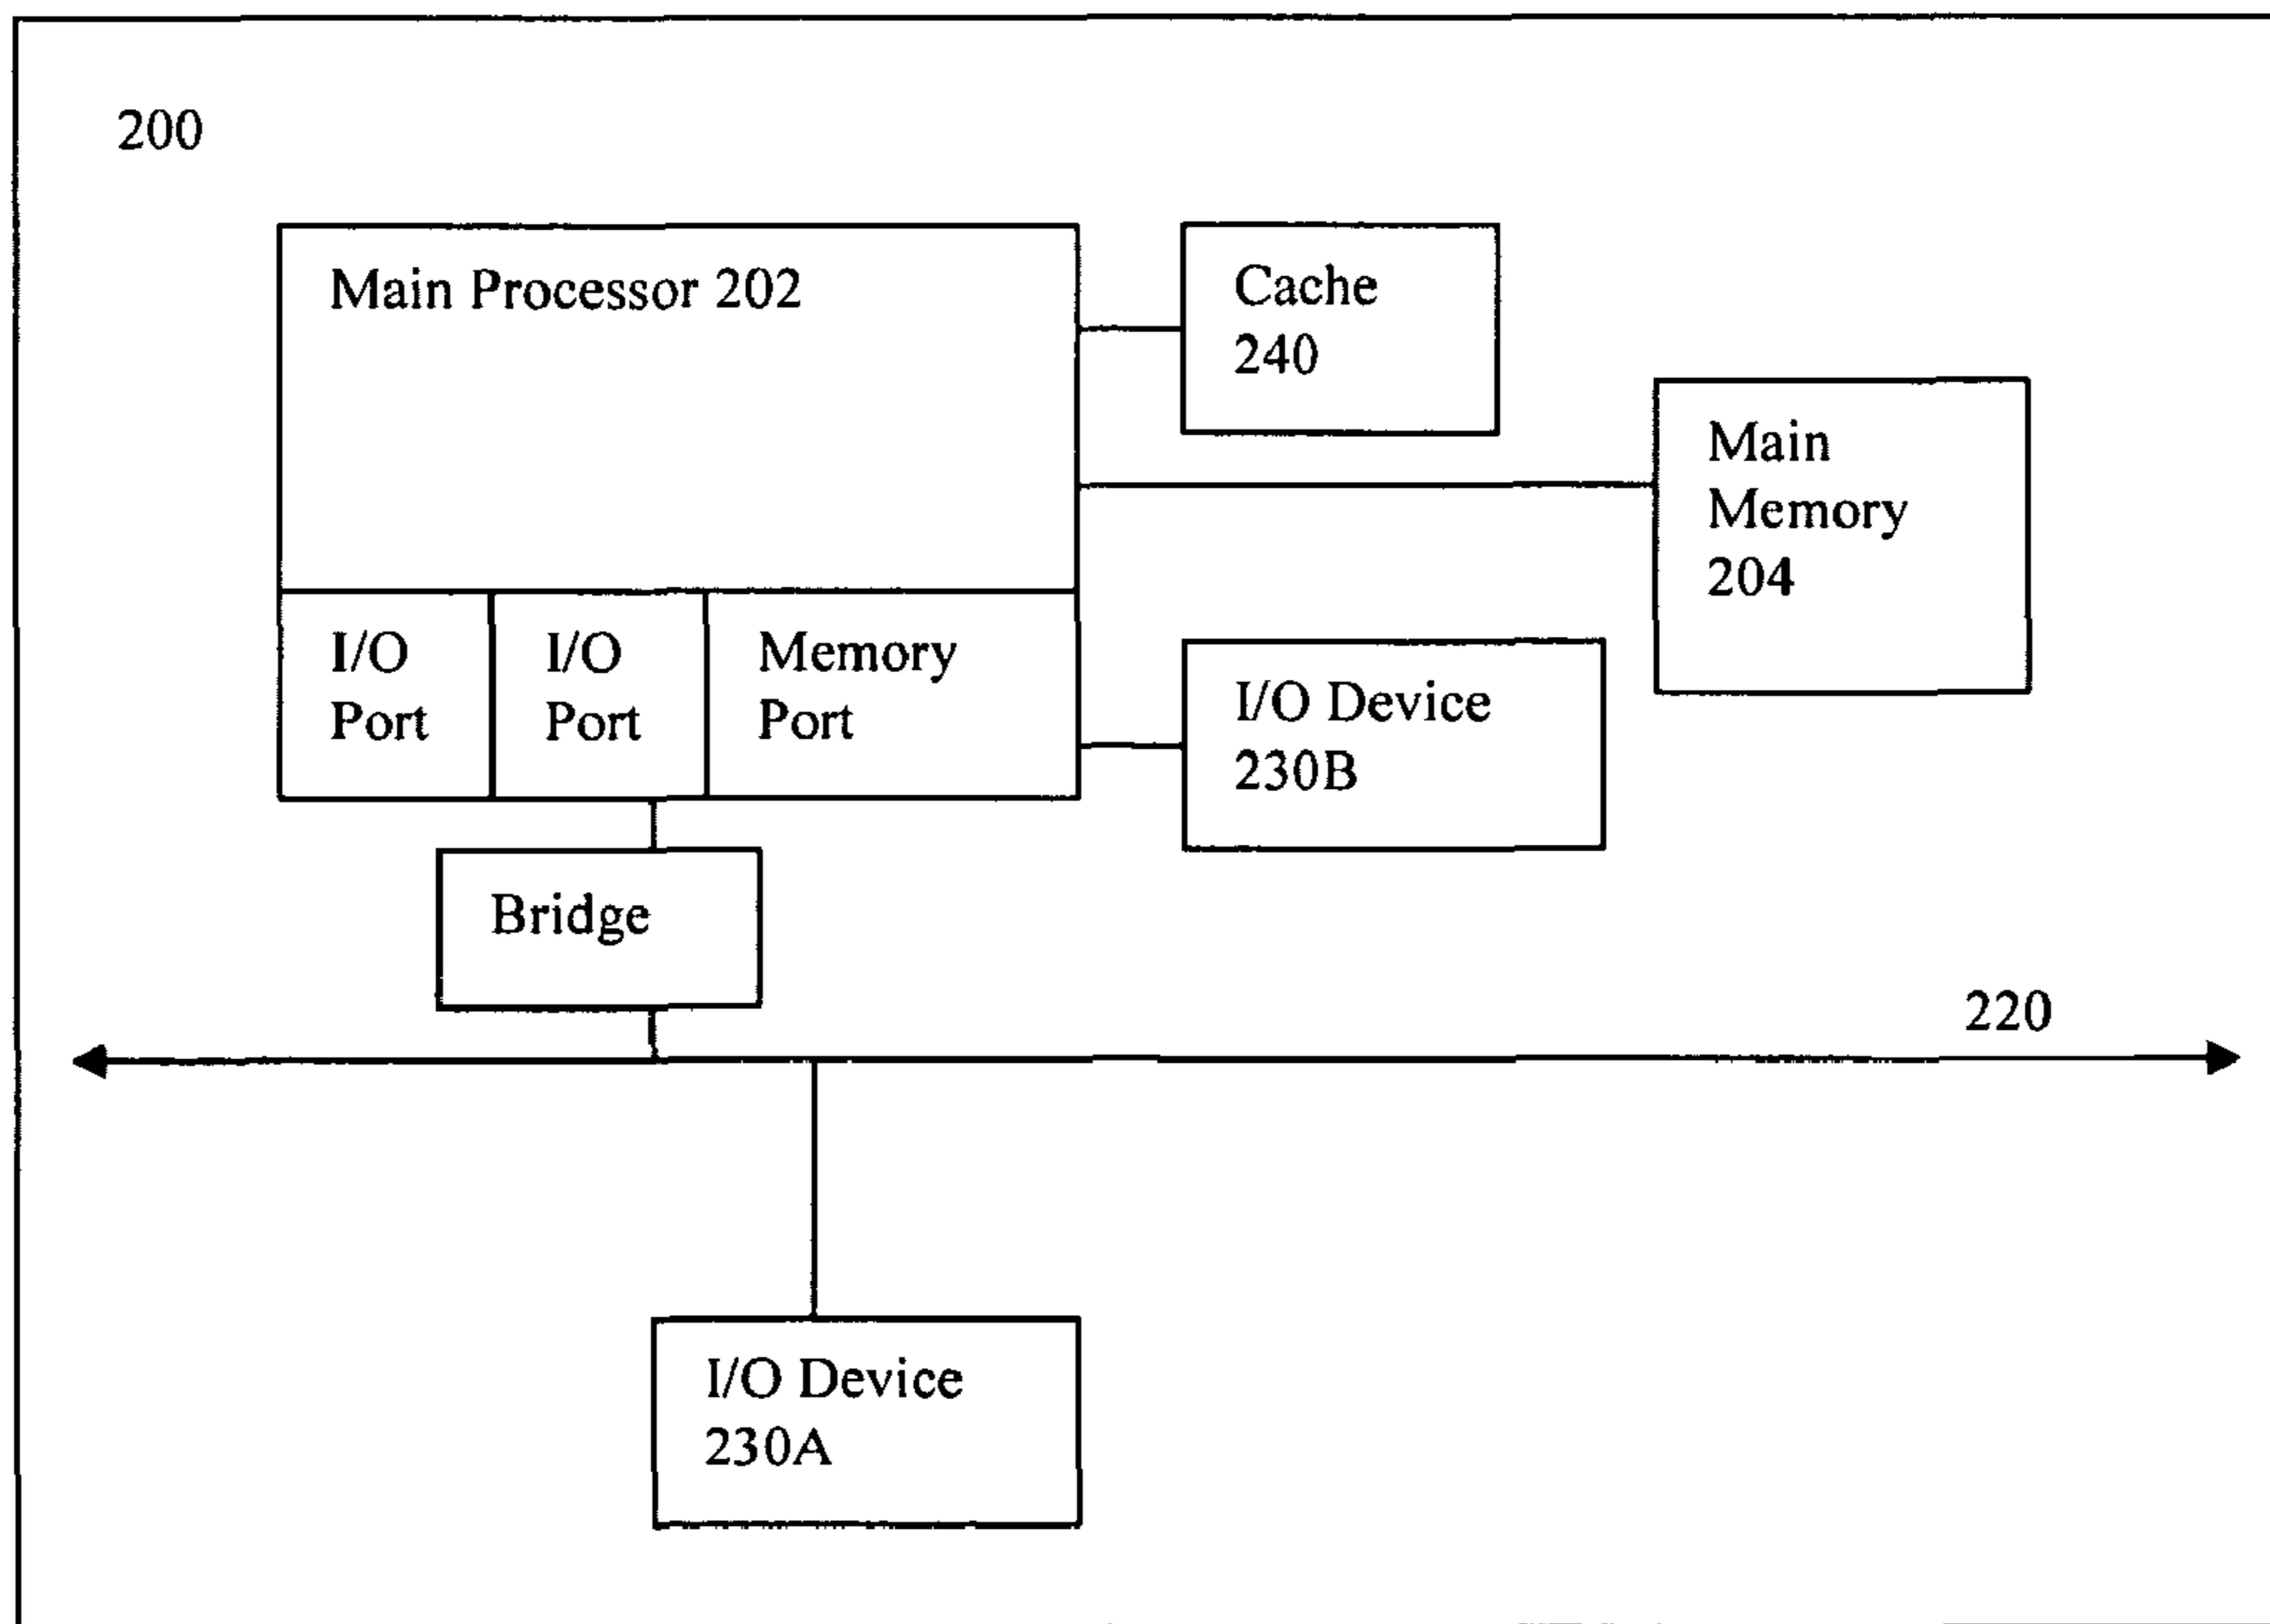 200
Main Processor 202
Cache
240
Main
Memory
204
I/O
Port
I/O
Port
Memory
Port
I/O Device
230B
Bridge
220
I/O Device
230A